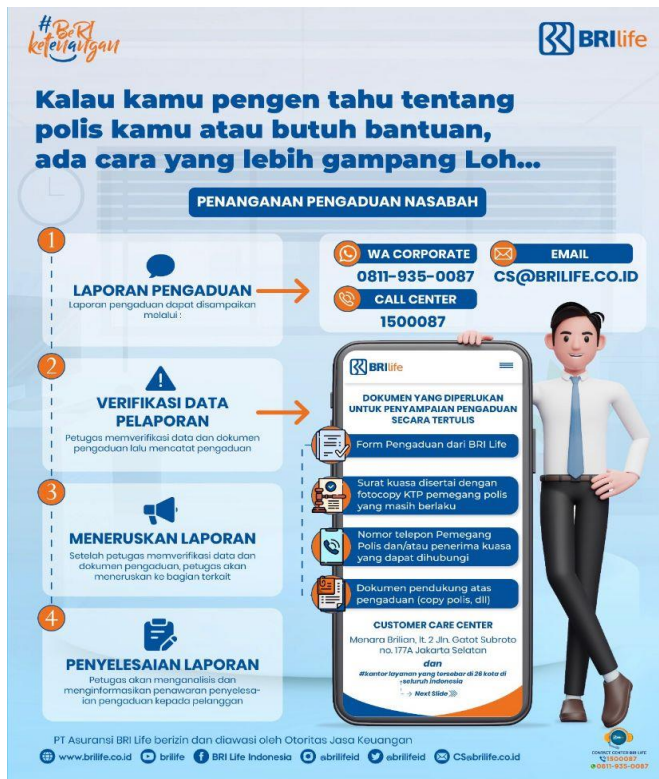 #BeRI
ketenangan
BRI life
Kalau kamu pengen tahu tentang
polis kamu atau butuh bantuan,
ada cara yang lebih gampang Loh...
PENANGANAN PENGADUAN NASABAH
1
LAPORAN PENGADUAN
Laporan pengaduan dapat disampaikan
melalui :
WA CORPORATE
0811-935-0087
EMAIL
CS@BRILIFE.CO.ID
CALL CENTER
1500087
2
VERIFIKASI DATA
PELAPORAN
Petugas memverifikasi data dan dokumen
pengaduan lalu mencatat pengaduan
3
MENERUSKAN LAPORAN
Setelah petugas memverifikasi data dan
dokumen pengaduan, petugas akan
meneruskan ke bagian terkait
4
PENYELESAIAN LAPORAN
Petugas akan menganalisis dan
menginformasikan penawaran penyelesa-
ian pengaduan kepada pelanggan
BRI life
DOKUMEN YANG DIPERLUKAN
UNTUK PENYAMPAIAN PENGADUAN
SECARA TERTULIS
Form Pengaduan dari BRI Life
Surat kuasa disertai dengan
fotocopy KTP pemegang polis
yang masih berlaku
Nomor telepon Pemegang
Polis dan/atau penerima kuasa
yang dapat dihubungi
Dokumen pendukung atas
pengaduan (copy polis, dll)
CUSTOMER CARE CENTER
Menara Brilian, lt. 2 Jln. Gatot Subroto
no. 177A Jakarta Selatan
dan
#kantor layanan yang tersebar di 26 kota di
seluruh indonesia
Next Slide
PT Asuransi BRI Life berizin dan diawasi oleh Otoritas Jasa Keuangan
www.brilife.co.id brilife BRI Life Indonesia @brilifeid @brilifeid CS@brilife.co.id
CONTACT CENTER BRI LIFE
1500087
0811-935-0087